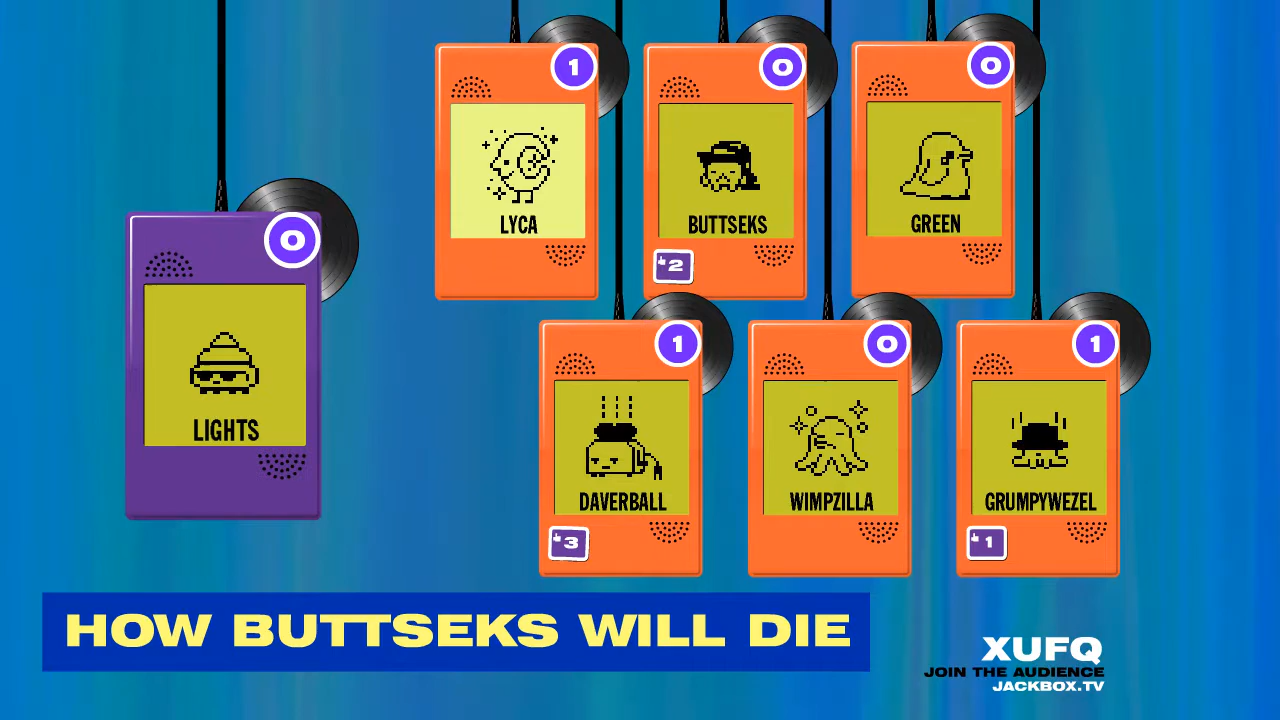 1
LYCA
0
BUTTSEKS
2
0
GREEN
0
LIGHTS
1
DAVERBALL
3
0
WIMPZILLA
1
GRUMPYWEZEL
1
HOW BUTTSEKS WILL DIE
XUFQ
JOIN THE AUDIENCE
JACKBOX.TV